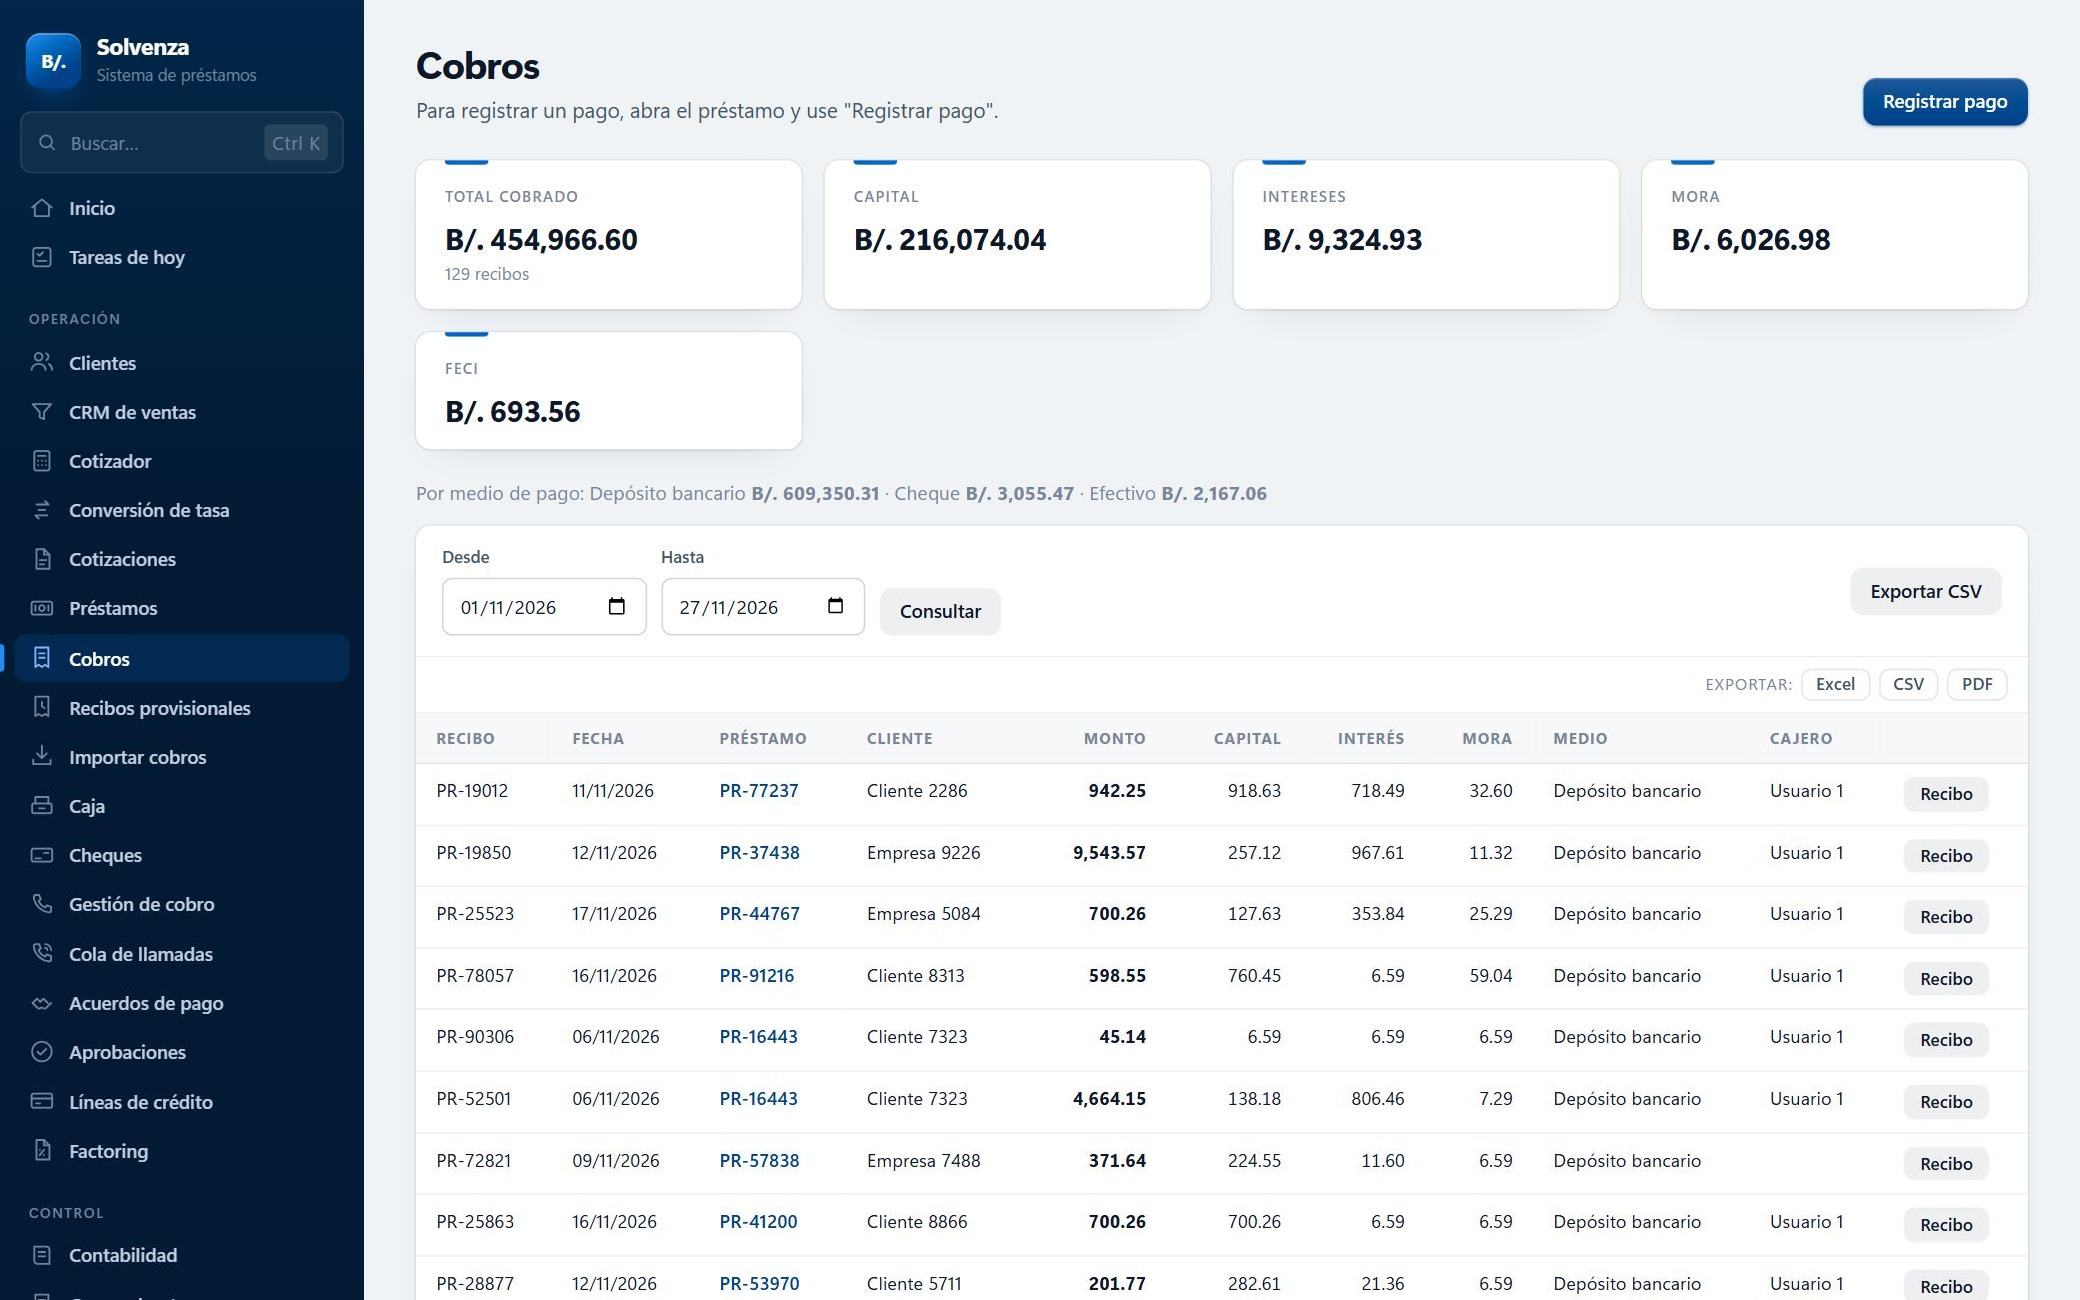 B/.
Solvenza
Sistema de préstamos
Buscar...
Ctrl K
Inicio
Tareas de hoy
OPERACIÓN
Clientes
CRM de ventas
Cotizador
Conversión de tasa
Cotizaciones
Préstamos
Cobros
Recibos provisionales
Importar cobros
Caja
Cheques
Gestión de cobro
Cola de llamadas
Acuerdos de pago
Aprobaciones
Líneas de crédito
Factoring
CONTROL
Contabilidad
Cobros
Para registrar un pago, abra el préstamo y use "Registrar pago".
Registrar pago
TOTAL COBRADO
B/. 454,966.60
129 recibos
CAPITAL
B/. 216,074.04
INTERESES
B/. 9,324.93
MORA
B/. 6,026.98
FECI
B/. 693.56
Por medio de pago: Depósito bancario B/. 609,350.31 · Cheque B/. 3,055.47 · Efectivo B/. 2,167.06
Desde Hasta
01/11/2026 27/11/2026 Consultar
Exportar CSV
EXPORTAR: Excel CSV PDF
RECIBO FECHA PRÉSTAMO CLIENTE MONTO CAPITAL INTERÉS MORA MEDIO CAJERO
PR-19012 11/11/2026 PR-77237 Cliente 2286 942.25 918.63 718.49 32.60 Depósito bancario Usuario 1 Recibo
PR-19850 12/11/2026 PR-37438 Empresa 9226 9,543.57 257.12 967.61 11.32 Depósito bancario Usuario 1 Recibo
PR-25523 17/11/2026 PR-44767 Empresa 5084 700.26 127.63 353.84 25.29 Depósito bancario Usuario 1 Recibo
PR-78057 16/11/2026 PR-91216 Cliente 8313 598.55 760.45 6.59 59.04 Depósito bancario Usuario 1 Recibo
PR-90306 06/11/2026 PR-16443 Cliente 7323 45.14 6.59 6.59 6.59 Depósito bancario Usuario 1 Recibo
PR-52501 06/11/2026 PR-16443 Cliente 7323 4,664.15 138.18 806.46 7.29 Depósito bancario Usuario 1 Recibo
PR-72821 09/11/2026 PR-57838 Empresa 7488 371.64 224.55 11.60 6.59 Depósito bancario Recibo
PR-25863 16/11/2026 PR-41200 Cliente 8866 700.26 700.26 6.59 6.59 Depósito bancario Usuario 1 Recibo
PR-28877 12/11/2026 PR-53970 Cliente 5711 201.77 282.61 21.36 6.59 Depósito bancario Usuario 1 Recibo